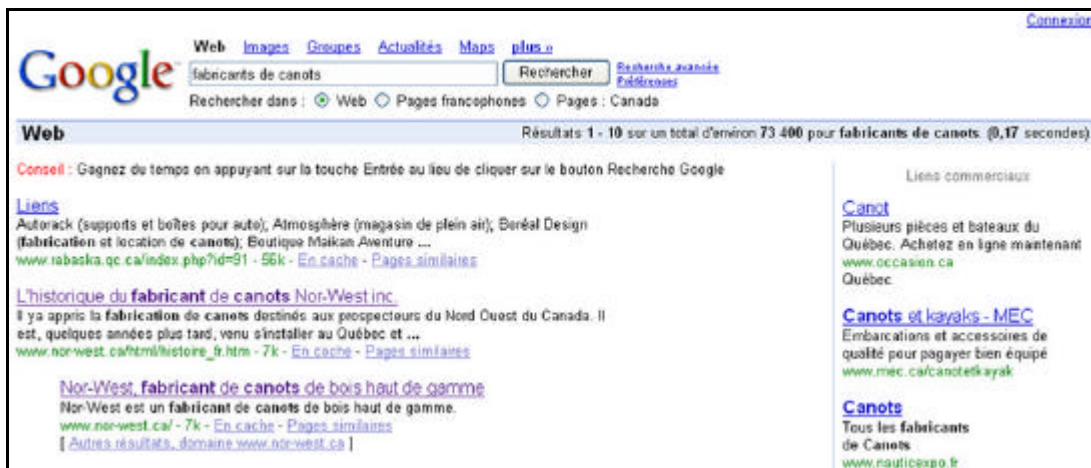 Connexion
Google
Web Images Groupes Actualités Maps plus »
fabricants de canots Rechercher Recherche avancée
Préférences
Rechercher dans : Web Pages francophones Pages : Canada
Web Résultats 1 - 10 sur un total d'environ 73 400 pour fabricants de canots. (0,17 secondes)
Conseil : Gagnez du temps en appuyant sur la touche Entrée au lieu de cliquer sur le bouton Recherche Google
Liens
Autorack (supports et boîtes pour auto); Atmosphère (magasin de plein air); Boréal Design
(fabrication et location de canots); Boutique Maikan Aventure ...
www.rabaska.qc.ca/index.php?id=91 - 56k - En cache - Pages similaires
L'historique du fabricant de canots Nor-West inc.
Il ya appris la fabrication de canots destinés aux prospecteurs du Nord Ouest du Canada. Il
est, quelques années plus tard, venu s'installer au Québec et ...
www.nor-west.ca/html/histoire_fr.htm - 7k - En cache - Pages similaires
Nor-West, fabricant de canots de bois haut de gamme
Nor-West est un fabricant de canots de bois haut de gamme.
www.nor-west.ca/ - 7k - En cache - Pages similaires
[ Autres résultats, domaine www.nor-west.ca ]
Liens commerciaux
Canot
Plusieurs pièces et bateaux du
Québec. Achetez en ligne maintenant
www.occasion.ca
Québec
Canots et kayaks - MEC
Embarcations et accessoires de
qualité pour pagayer bien équipé
www.mec.ca/canotetkayak
Canots
Tous les fabricants
de Canots
www.nauticexpo.fr